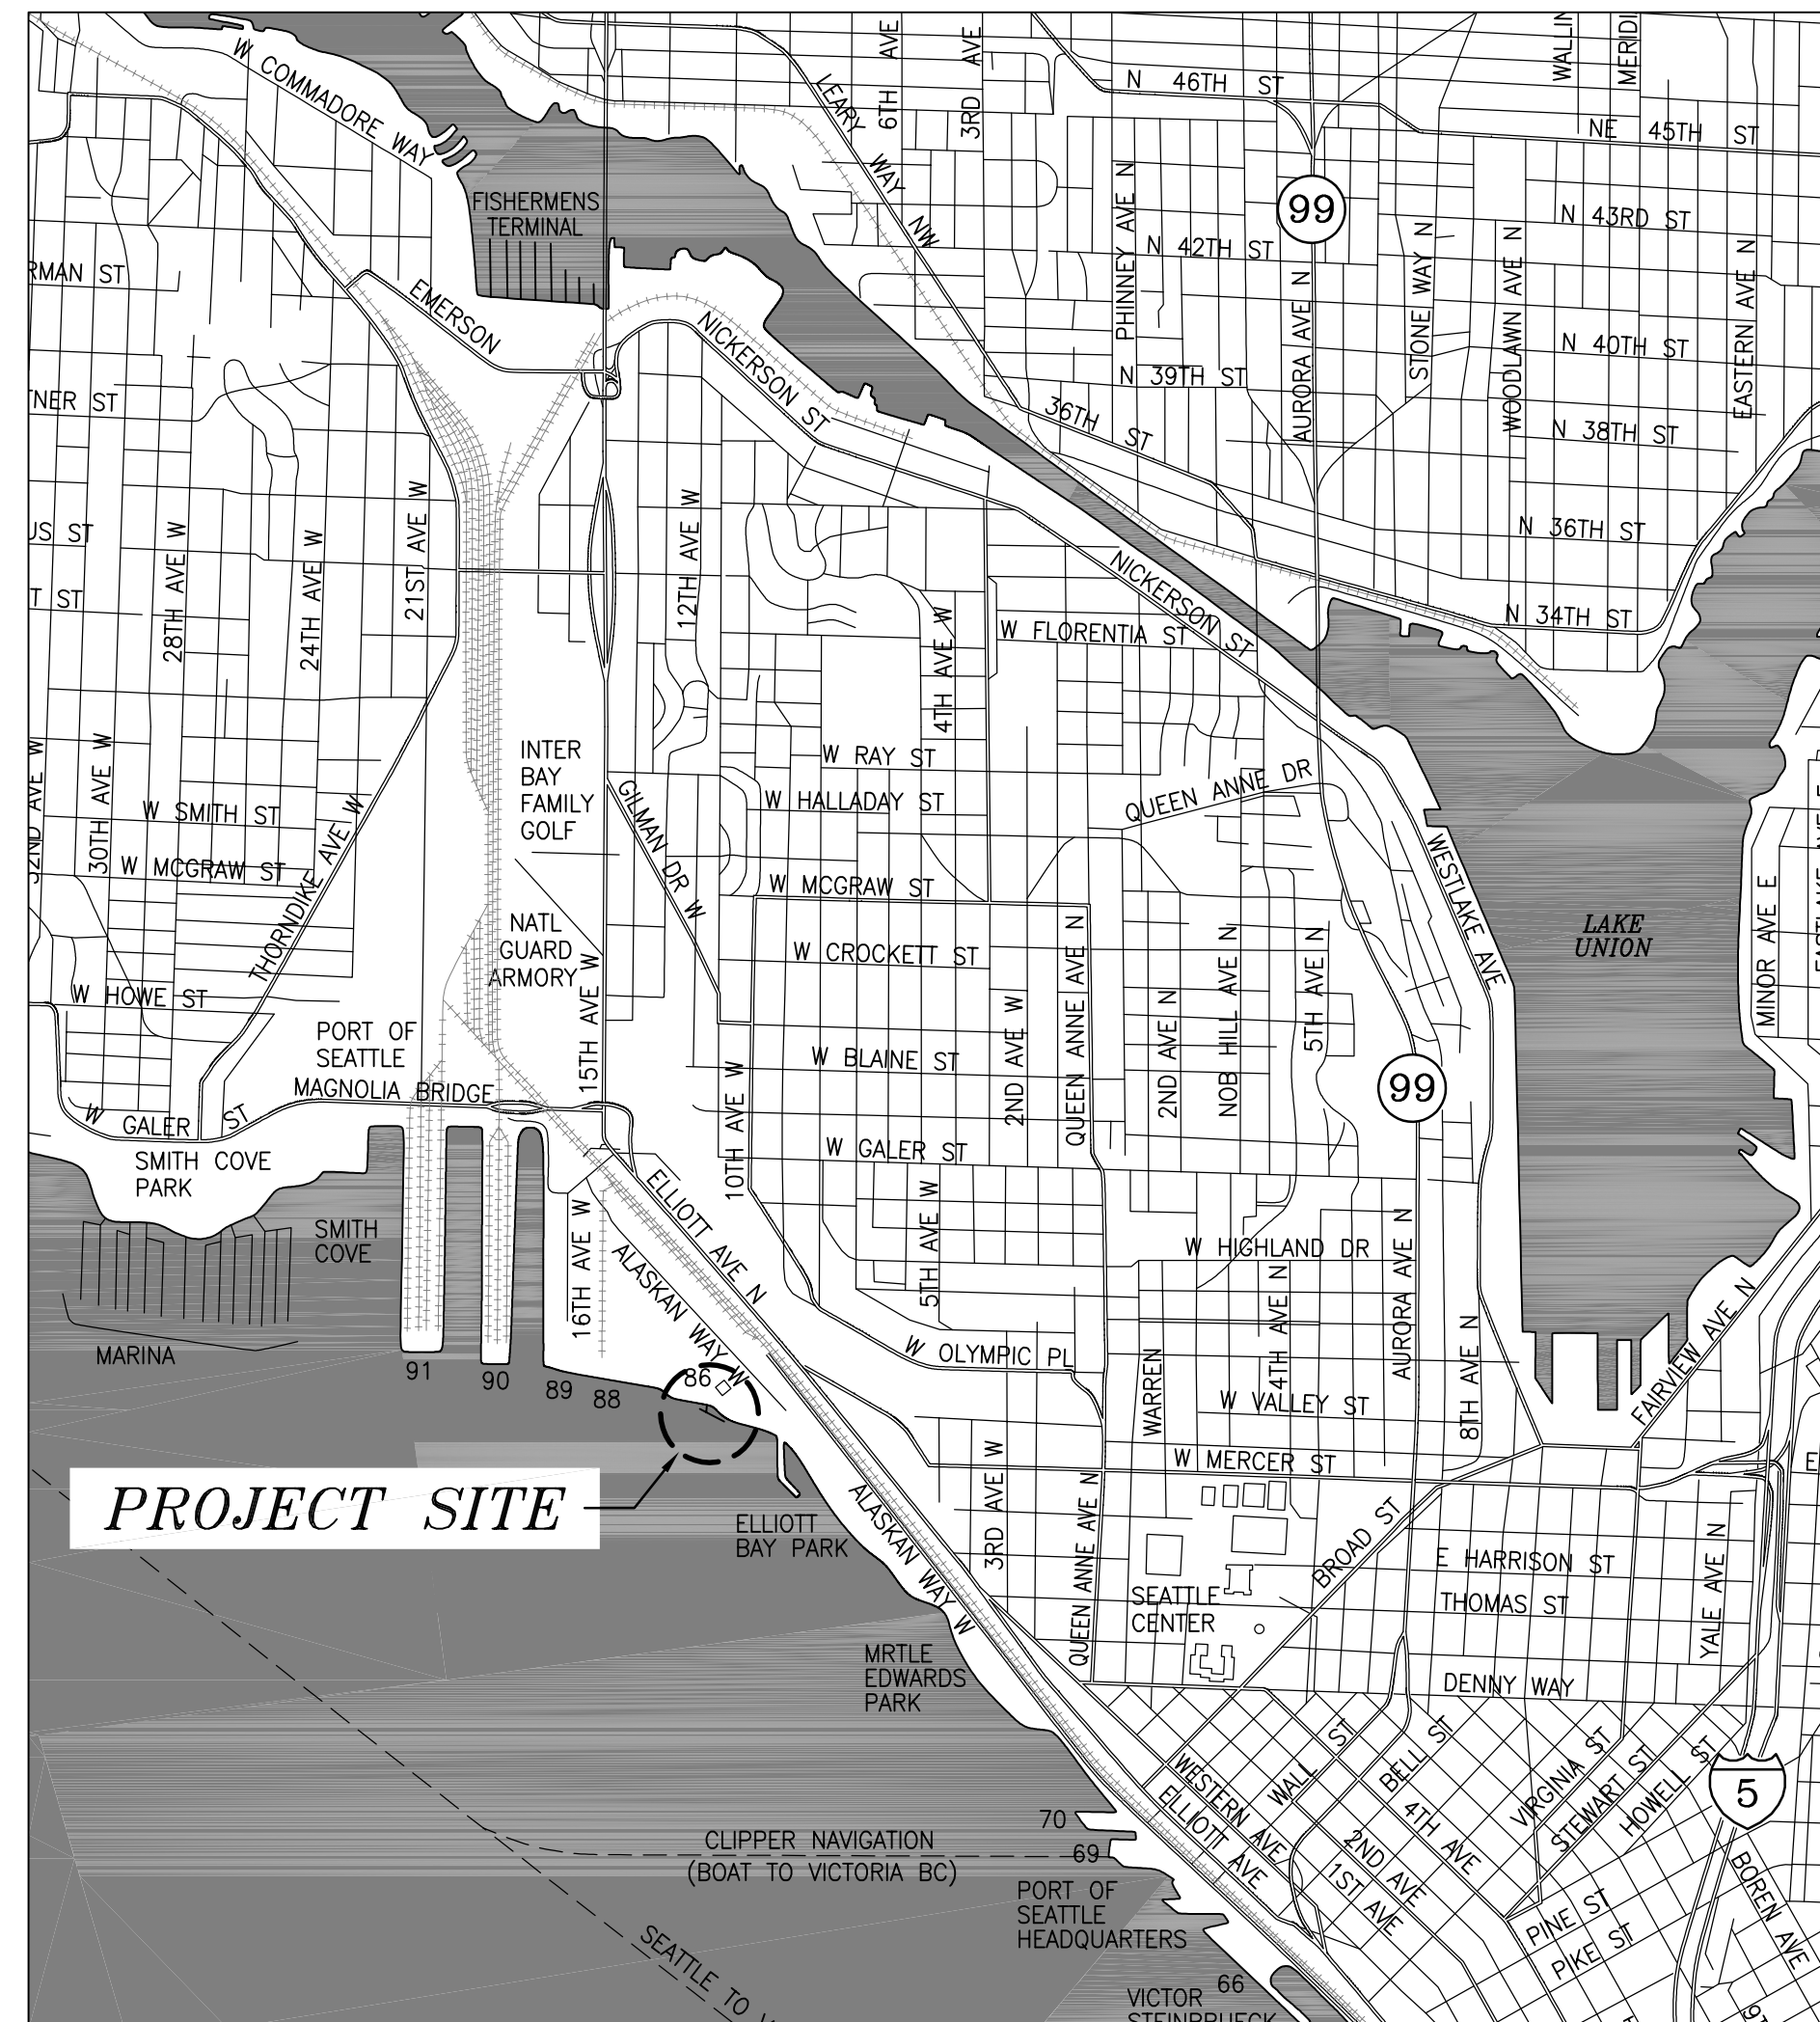 W COMMADORE WAY
LEARY WAY NW
6TH AVE
3RD AVE
N 46TH ST
NE 45TH ST
FISHERMENS
TERMINAL
99
PHINNEY AVE N
N 43RD ST
N 42TH ST
AURORA AVE N
STONE WAY N
WOODLAWN AVE N
EASTERN AVE N
RMAN ST
EMERSON
NICKERSON ST
N 40TH ST
N 39TH ST
TNER ST
36TH ST
N 38TH ST
US ST
28TH AVE W
24TH AVE W
21ST AVE W
12TH AVE W
N 36TH ST
T ST
NICKERSON ST
4TH AVE W
W FLORENTIA ST
N 34TH ST
30TH AVE W
INTER
BAY
FAMILY
GOLF
W RAY ST
W HALLADAY ST
QUEEN ANNE DR
W SMITH ST
THORNDIKE AVE W
GILMAN DR W
W MCGRAW ST
W MCGRAW ST
WESTLAKE AVE
NATL
GUARD
ARMORY
W CROCKETT ST
LAKE
UNION
MINOR AVE E
W HOWE ST
15TH AVE W
2ND AVE W
QUEEN ANNE AVE N
2ND AVE N
NOB HILL AVE N
5TH AVE N
PORT OF
SEATTLE
MAGNOLIA BRIDGE
W BLAINE ST
10TH AVE W
99
W GALER ST
W GALER ST
SMITH COVE
PARK
ELLIOTT AVE N
SMITH
COVE
16TH AVE W
ALASKAN WAY W
5TH AVE W
W HIGHLAND DR
4TH AVE N
AURORA AVE N
8TH AVE N
FAIRVIEW AVE N
MARINA
91
90
89
88
86
W OLYMPIC PL
WARREN
W VALLEY ST
3RD AVE W
W MERCER ST
PROJECT SITE
ELLIOTT
BAY PARK
ALASKAN WAY W
QUEEN ANNE AVE N
BROAD ST
E HARRISON ST
THOMAS ST
YALE AVE N
SEATTLE
CENTER
MRTLE
EDWARDS
PARK
DENNY WAY
WESTERN AVE
ELLIOTT AVE
WALL ST
BELL ST
VIRGINIA ST
STEWART ST
HOWELL ST
5
4TH AVE
2ND AVE
1ST AVE
70
CLIPPER NAVIGATION
69
(BOAT TO VICTORIA BC)
PORT OF
SEATTLE
HEADQUARTERS
BOREN AVE
PINE ST
PIKE ST
SEATTLE TO
66
VICTOR
STEINBRUECK